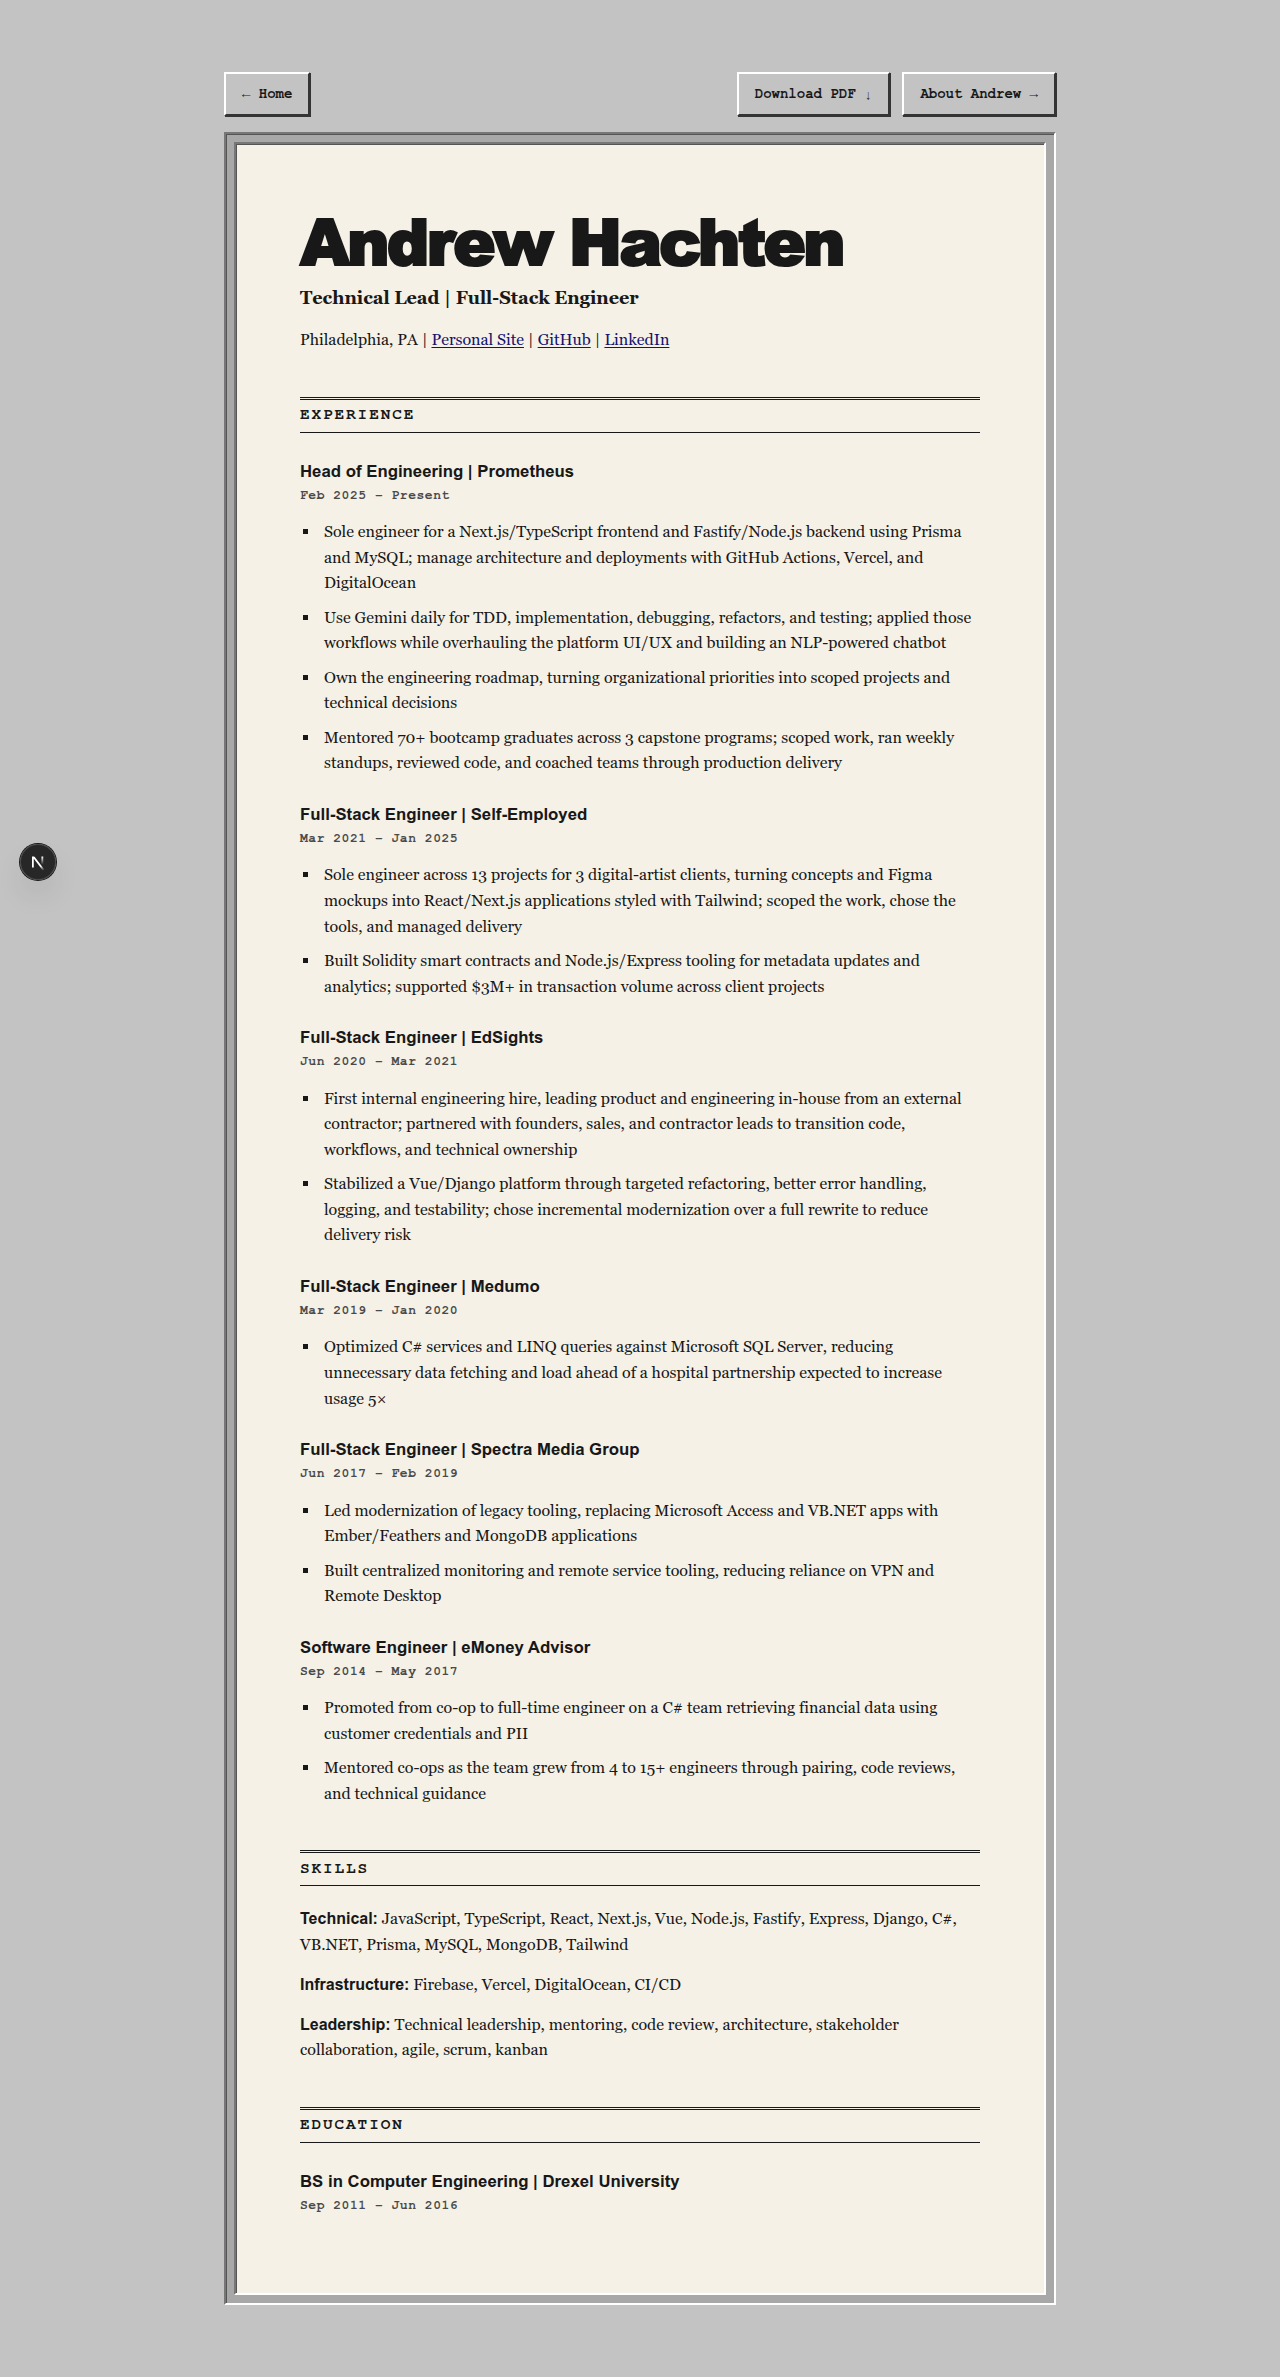 ← Home
Download PDF ↓
About Andrew →
Andrew Hachten
Technical Lead | Full-Stack Engineer
Philadelphia, PA | Personal Site | GitHub | LinkedIn
EXPERIENCE
Head of Engineering | Prometheus
Feb 2025 – Present
▪ Sole engineer for a Next.js/TypeScript frontend and Fastify/Node.js backend using Prisma
and MySQL; manage architecture and deployments with GitHub Actions, Vercel, and
DigitalOcean
▪ Use Gemini daily for TDD, implementation, debugging, refactors, and testing; applied those
workflows while overhauling the platform UI/UX and building an NLP-powered chatbot
▪ Own the engineering roadmap, turning organizational priorities into scoped projects and
technical decisions
▪ Mentored 70+ bootcamp graduates across 3 capstone programs; scoped work, ran weekly
standups, reviewed code, and coached teams through production delivery
Full-Stack Engineer | Self-Employed
Mar 2021 – Jan 2025
▪ Sole engineer across 13 projects for 3 digital-artist clients, turning concepts and Figma
mockups into React/Next.js applications styled with Tailwind; scoped the work, chose the
tools, and managed delivery
▪ Built Solidity smart contracts and Node.js/Express tooling for metadata updates and
analytics; supported $3M+ in transaction volume across client projects
Full-Stack Engineer | EdSights
Jun 2020 – Mar 2021
▪ First internal engineering hire, leading product and engineering in-house from an external
contractor; partnered with founders, sales, and contractor leads to transition code,
workflows, and technical ownership
▪ Stabilized a Vue/Django platform through targeted refactoring, better error handling,
logging, and testability; chose incremental modernization over a full rewrite to reduce
delivery risk
Full-Stack Engineer | Medumo
Mar 2019 – Jan 2020
▪ Optimized C# services and LINQ queries against Microsoft SQL Server, reducing
unnecessary data fetching and load ahead of a hospital partnership expected to increase
usage 5×
Full-Stack Engineer | Spectra Media Group
Jun 2017 – Feb 2019
▪ Led modernization of legacy tooling, replacing Microsoft Access and VB.NET apps with
Ember/Feathers and MongoDB applications
▪ Built centralized monitoring and remote service tooling, reducing reliance on VPN and
Remote Desktop
Software Engineer | eMoney Advisor
Sep 2014 – May 2017
▪ Promoted from co-op to full-time engineer on a C# team retrieving financial data using
customer credentials and PII
▪ Mentored co-ops as the team grew from 4 to 15+ engineers through pairing, code reviews,
and technical guidance
SKILLS
Technical: JavaScript, TypeScript, React, Next.js, Vue, Node.js, Fastify, Express, Django, C#,
VB.NET, Prisma, MySQL, MongoDB, Tailwind
Infrastructure: Firebase, Vercel, DigitalOcean, CI/CD
Leadership: Technical leadership, mentoring, code review, architecture, stakeholder
collaboration, agile, scrum, kanban
EDUCATION
BS in Computer Engineering | Drexel University
Sep 2011 – Jun 2016
N